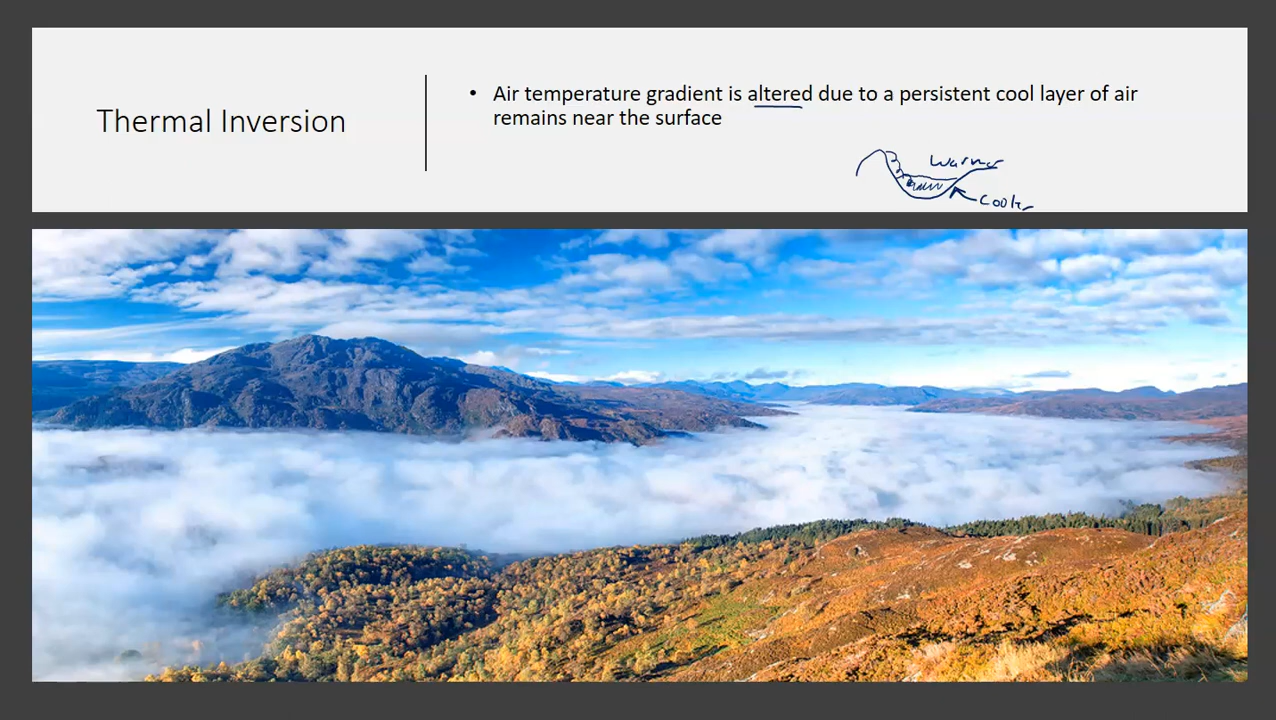 Thermal Inversion
• Air temperature gradient is altered due to a persistent cool layer of air
remains near the surface
Warmer
Cooler